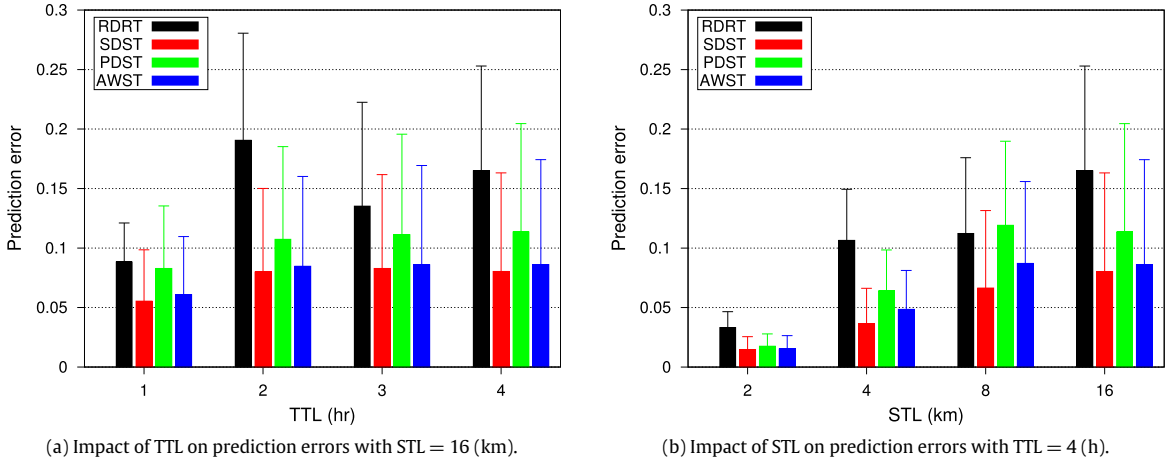 0.3
0.25
0.2
0.15
0.1
0.05
0
Prediction error
RDRT
SDST
PDST
AWST
1 2 3 4
TTL (hr)
(a) Impact of TTL on prediction errors with STL = 16 (km).
0.3
0.25
0.2
0.15
0.1
0.05
0
Prediction error
RDRT
SDST
PDST
AWST
2 4 8 16
STL (km)
(b) Impact of STL on prediction errors with TTL = 4 (h).